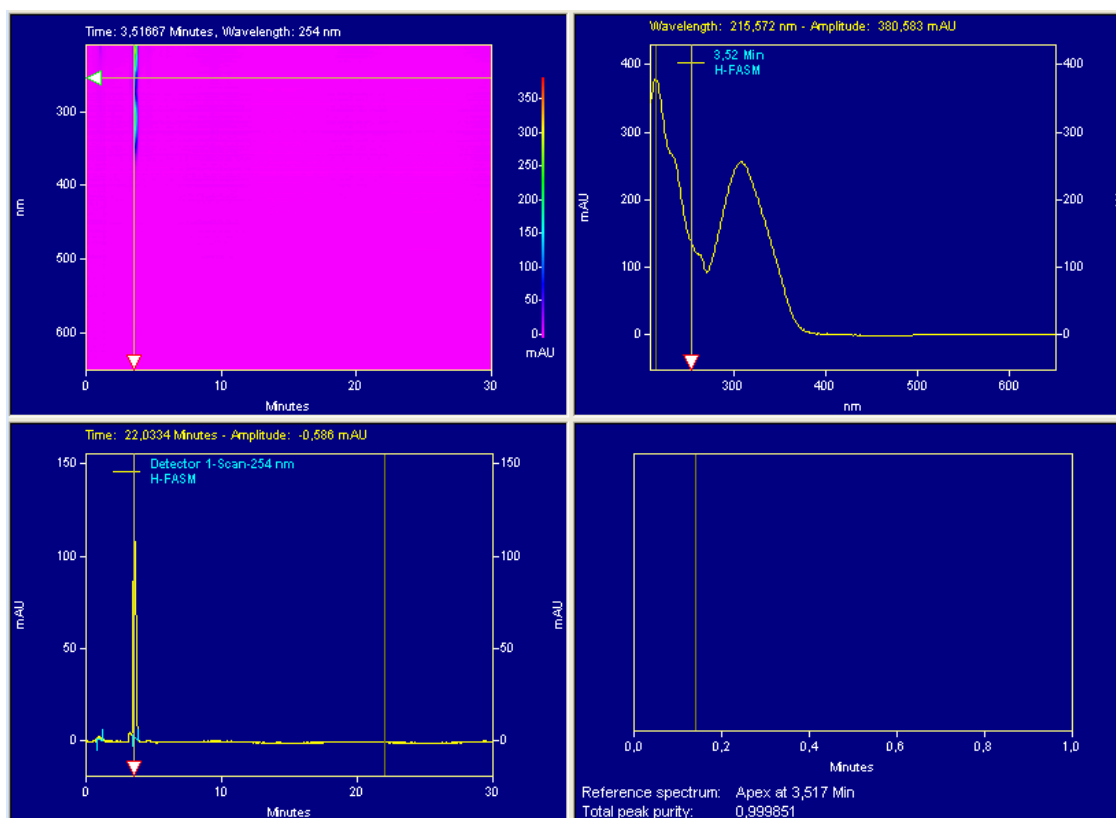 Time: 3,51667 Minutes, Wavelength: 254 nm
300
400
500
600
nm
0
10
20
30
Minutes
350
300
250
200
150
100
50
0
mAU
Wavelength: 215,572 nm - Amplitude: 380,583 mAU
3,52 Min
H-FASM
400
300
200
100
0
mAU
400
300
200
100
0
300
400
500
600
nm
Time: 22,0334 Minutes - Amplitude: -0,586 mAU
Detector 1-Scan-254 nm
H-FASM
150
100
50
0
mAU
150
100
50
0
mAU
0
10
20
30
Minutes
0,0
0,2
0,4
0,6
0,8
1,0
Minutes
Reference spectrum: Apex at 3,517 Min
Total peak purity: 0,999851